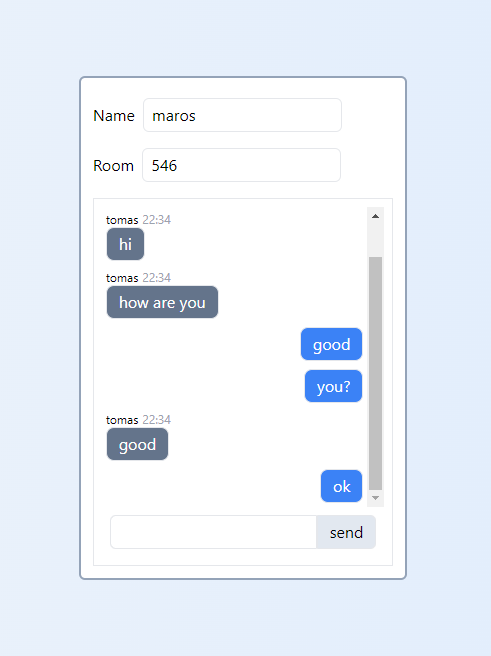 Name maros
Room 546
tomas 22:34
hi
tomas 22:34
how are you
good
you?
tomas 22:34
good
ok
send